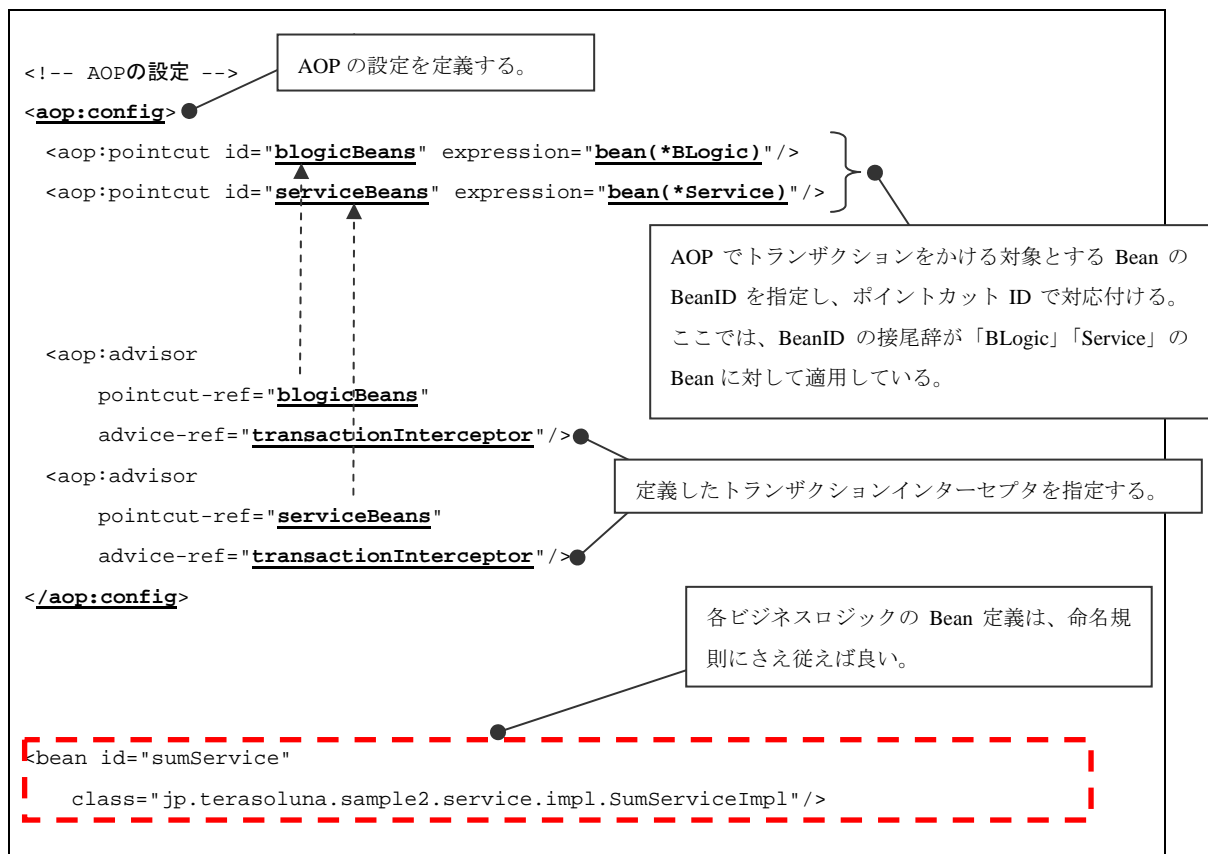 <!-- AOPの設定 -->
AOP の設定を定義する。
<aop:config>
<aop:pointcut id="blogicBeans" expression="bean(*BLogic)"/>
<aop:pointcut id="serviceBeans" expression="bean(*Service)"/>
AOP でトランザクションをかける対象とする Bean の
BeanID を指定し、ポイントカット ID で対応付ける。
ここでは、BeanID の接尾辞が「BLogic」「Service」の
Bean に対して適用している。
<aop:advisor
pointcut-ref="blogicBeans"
advice-ref="transactionInterceptor"/>
<aop:advisor
定義したトランザクションインターセプタを指定する。
pointcut-ref="serviceBeans"
advice-ref="transactionInterceptor"/>
</aop:config>
各ビジネスロジックの Bean 定義は、命名規
則にさえ従えば良い。
<bean id="sumService"
class="jp.terasoluna.sample2.service.impl.SumServiceImpl"/>